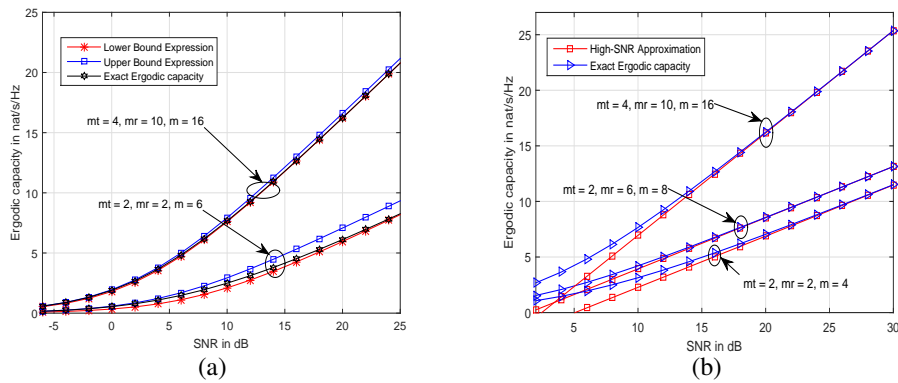 25
20
15
10
5
0
Ergodic capacity in nat/s/Hz
Lower Bound Expression
Upper Bound Expression
Exact Ergodic capacity
mt = 4, mr = 10, m = 16
mt = 2, mr = 2, m = 6
-5 0 5 10 15 20 25
SNR in dB
(a)
30
25
20
15
10
5
0
Ergodic capacity in nat/s/Hz
High-SNR Approximation
Exact Ergodic capacity
mt = 4, mr = 10, m = 16
mt = 2, mr = 6, m = 8
mt = 2, mr = 2, m = 4
5 10 15 20 25 30
SNR in dB
(b)